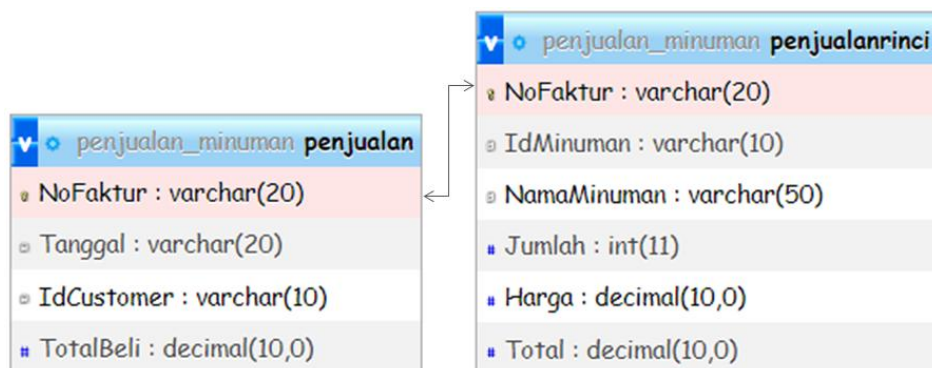 penjualan_minuman penjualan
NoFaktur : varchar(20)
Tanggal : varchar(20)
IdCustomer : varchar(10)
TotalBeli : decimal(10,0)
penjualan_minuman penjualanrinci
NoFaktur : varchar(20)
IdMinuman : varchar(10)
NamaMinuman : varchar(50)
Jumlah : int(11)
Harga : decimal(10,0)
Total : decimal(10,0)